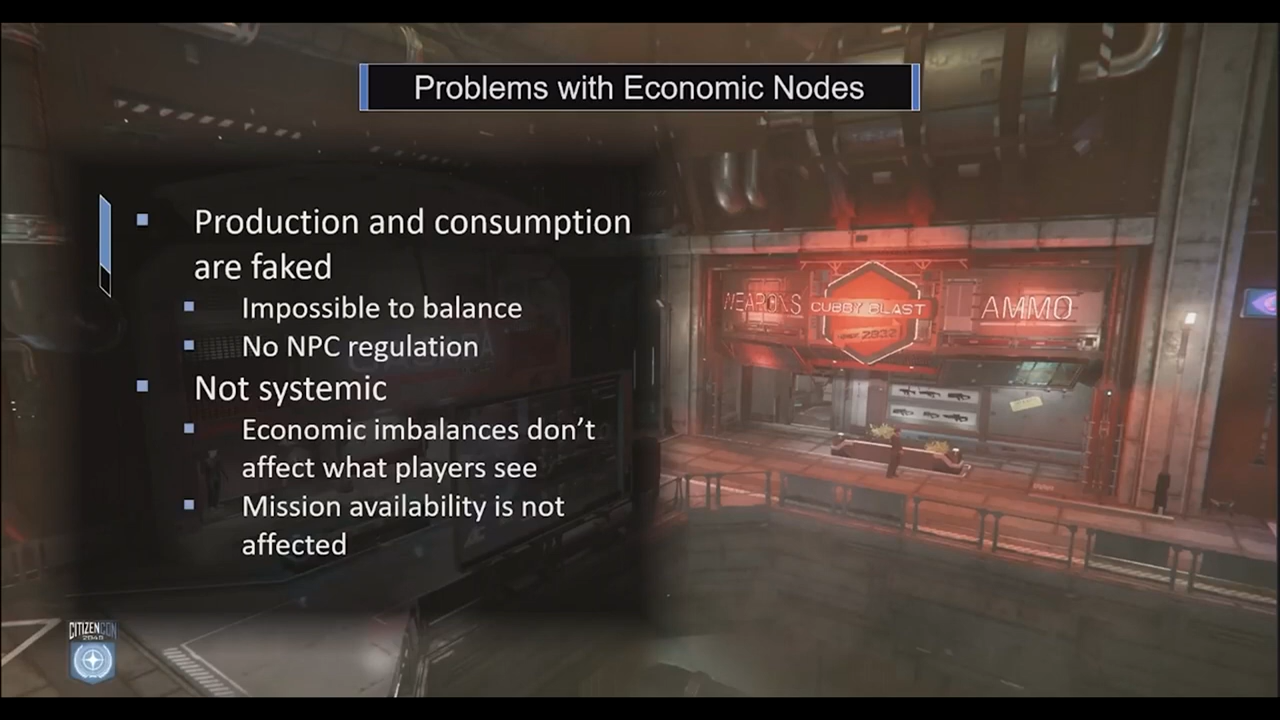 Problems with Economic Nodes
Production and consumption
are faked
Impossible to balance
No NPC regulation
Not systemic
Economic imbalances don't
affect what players see
Mission availability is not
affected
WEAPONS
CUBBY BLAST
AMMO
CITIZENCON